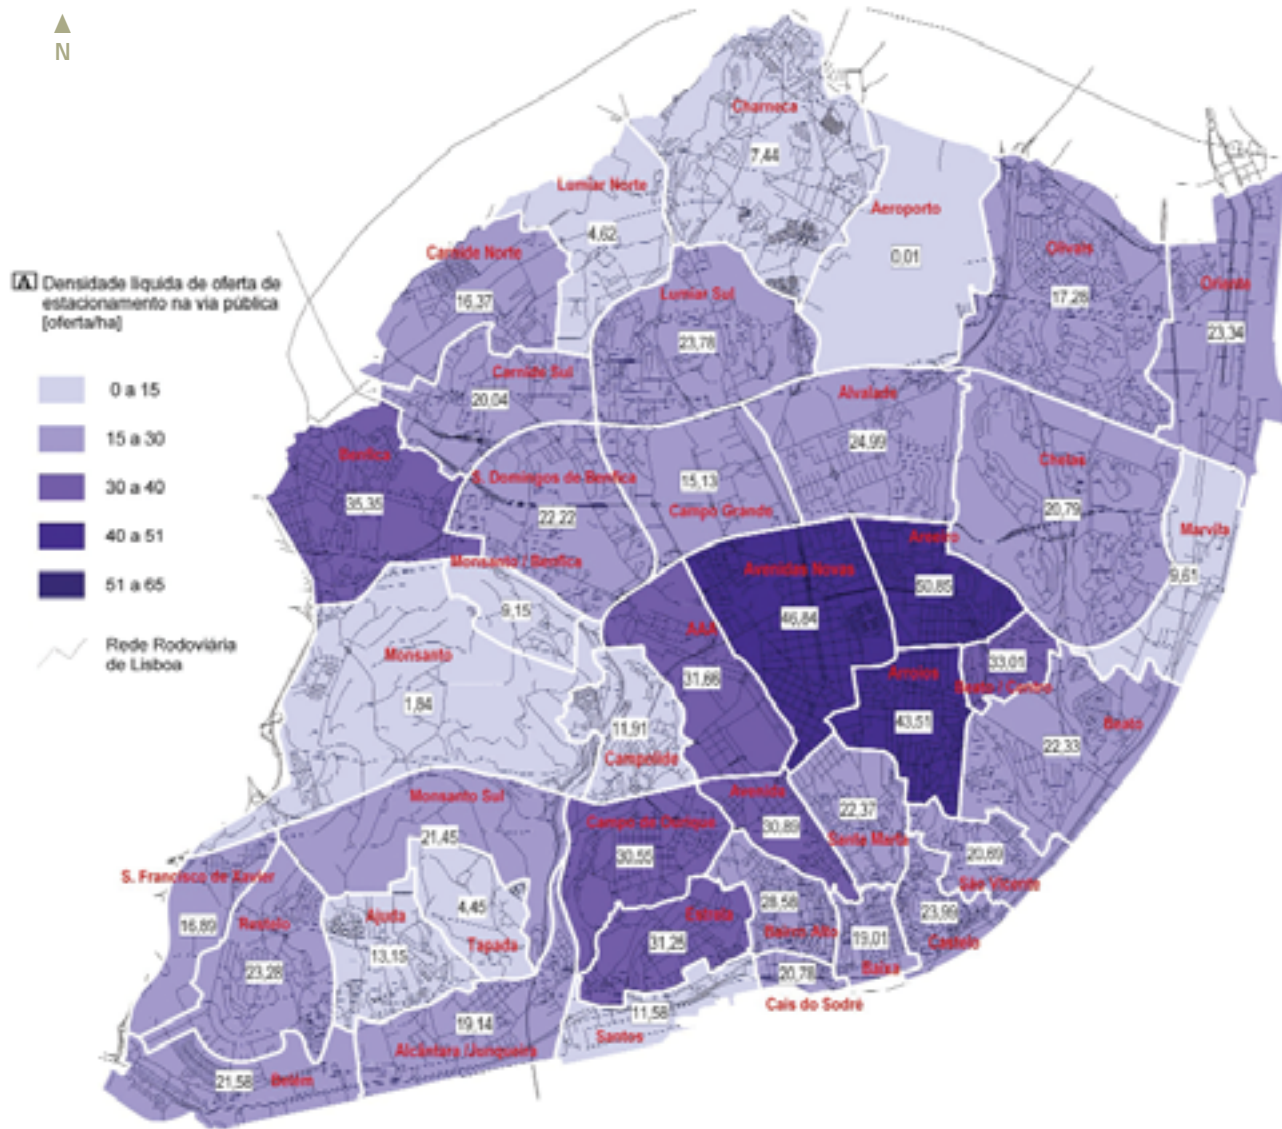 N
Charneca
7,44
Lumiar Norte
4,62
Aeroporto
0,01
Carnide Norte
16,37
Olivais
17,28
Oriente
23,34
Densidade líquida de oferta de
estacionamento na via pública
[oferta/ha]
0 a 15
15 a 30
30 a 40
40 a 51
51 a 65
Rede Rodoviária
de Lisboa
Lumiar Sul
23,78
Carnide Sul
20,04
Alvalade
24,99
Benfica
35,35
S. Domingos de Benfica
22,22
15,13
Campo Grande
Chelas
20,79
Marvila
9,61
Monsanto / Benfica
9,15
Avenidas Novas
46,84
Areeiro
50,85
AAA
31,66
Monsanto
1,84
11,91
Campolide
Arroios
43,51
33,01
Beato / Contro
Beato
22,33
Monsanto Sul
21,45
Campo de Ourique
30,55
Avenida
30,89
22,37
Santa Marta
20,69
São Vicente
S. Francisco de Xavier
16,89
Restelo
23,28
Ajuda
13,15
4,45
Tapada
Estrela
31,25
28,58
Bairro Alto
19,01
Baixa
23,99
Castelo
20,78
Cais do Sodré
11,58
Santos
19,14
Alcântara /Junqueira
21,58
Belém